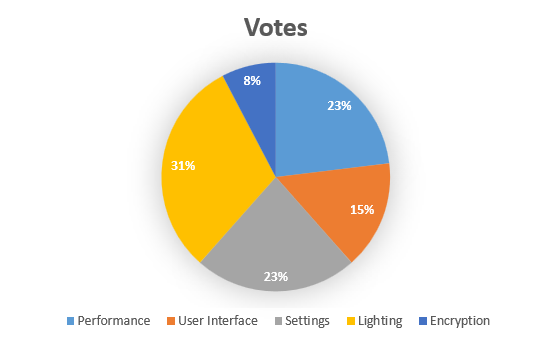 Votes
8%
23%
31%
15%
23%
Performance User Interface Settings Lighting Encryption